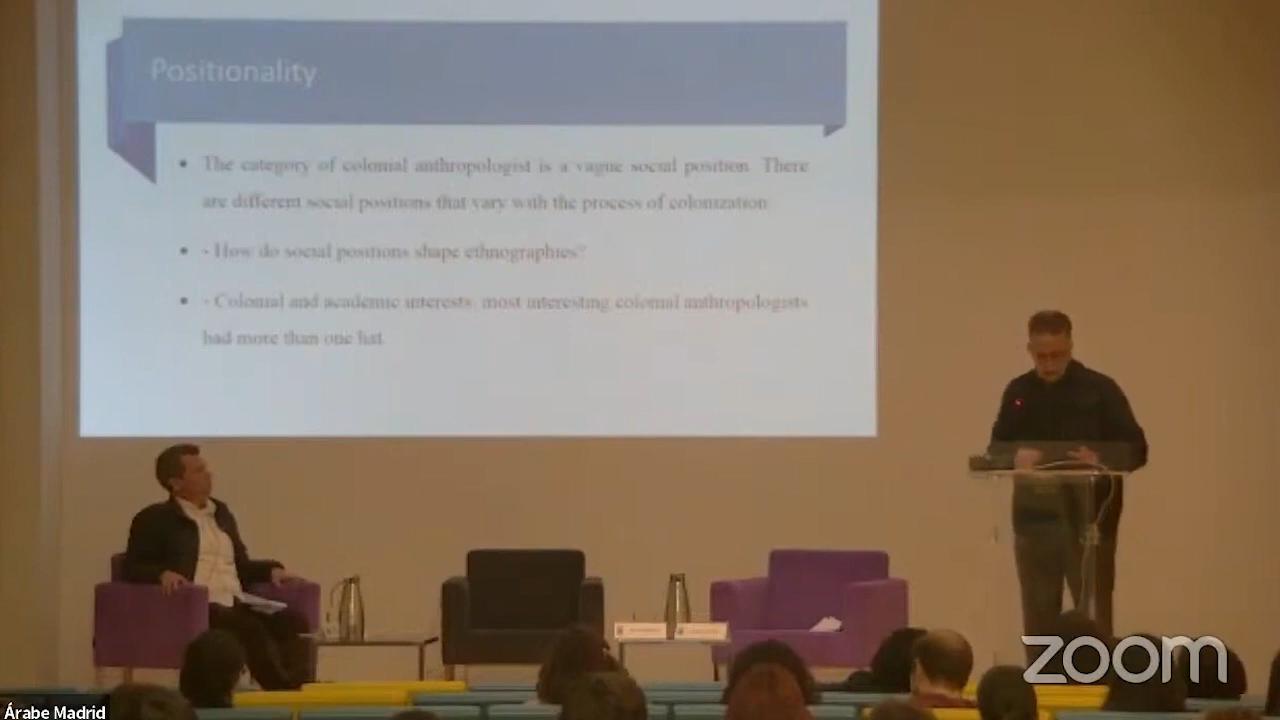 Positionality
• The category of colonial anthropologist is a vague social position. There
are different social positions that vary with the process of colonization.
• - How do social positions shape ethnographies?
• - Colonial and academic interests: most interesting colonial anthropologists
had more than one hat.
zoom
Árabe Madrid